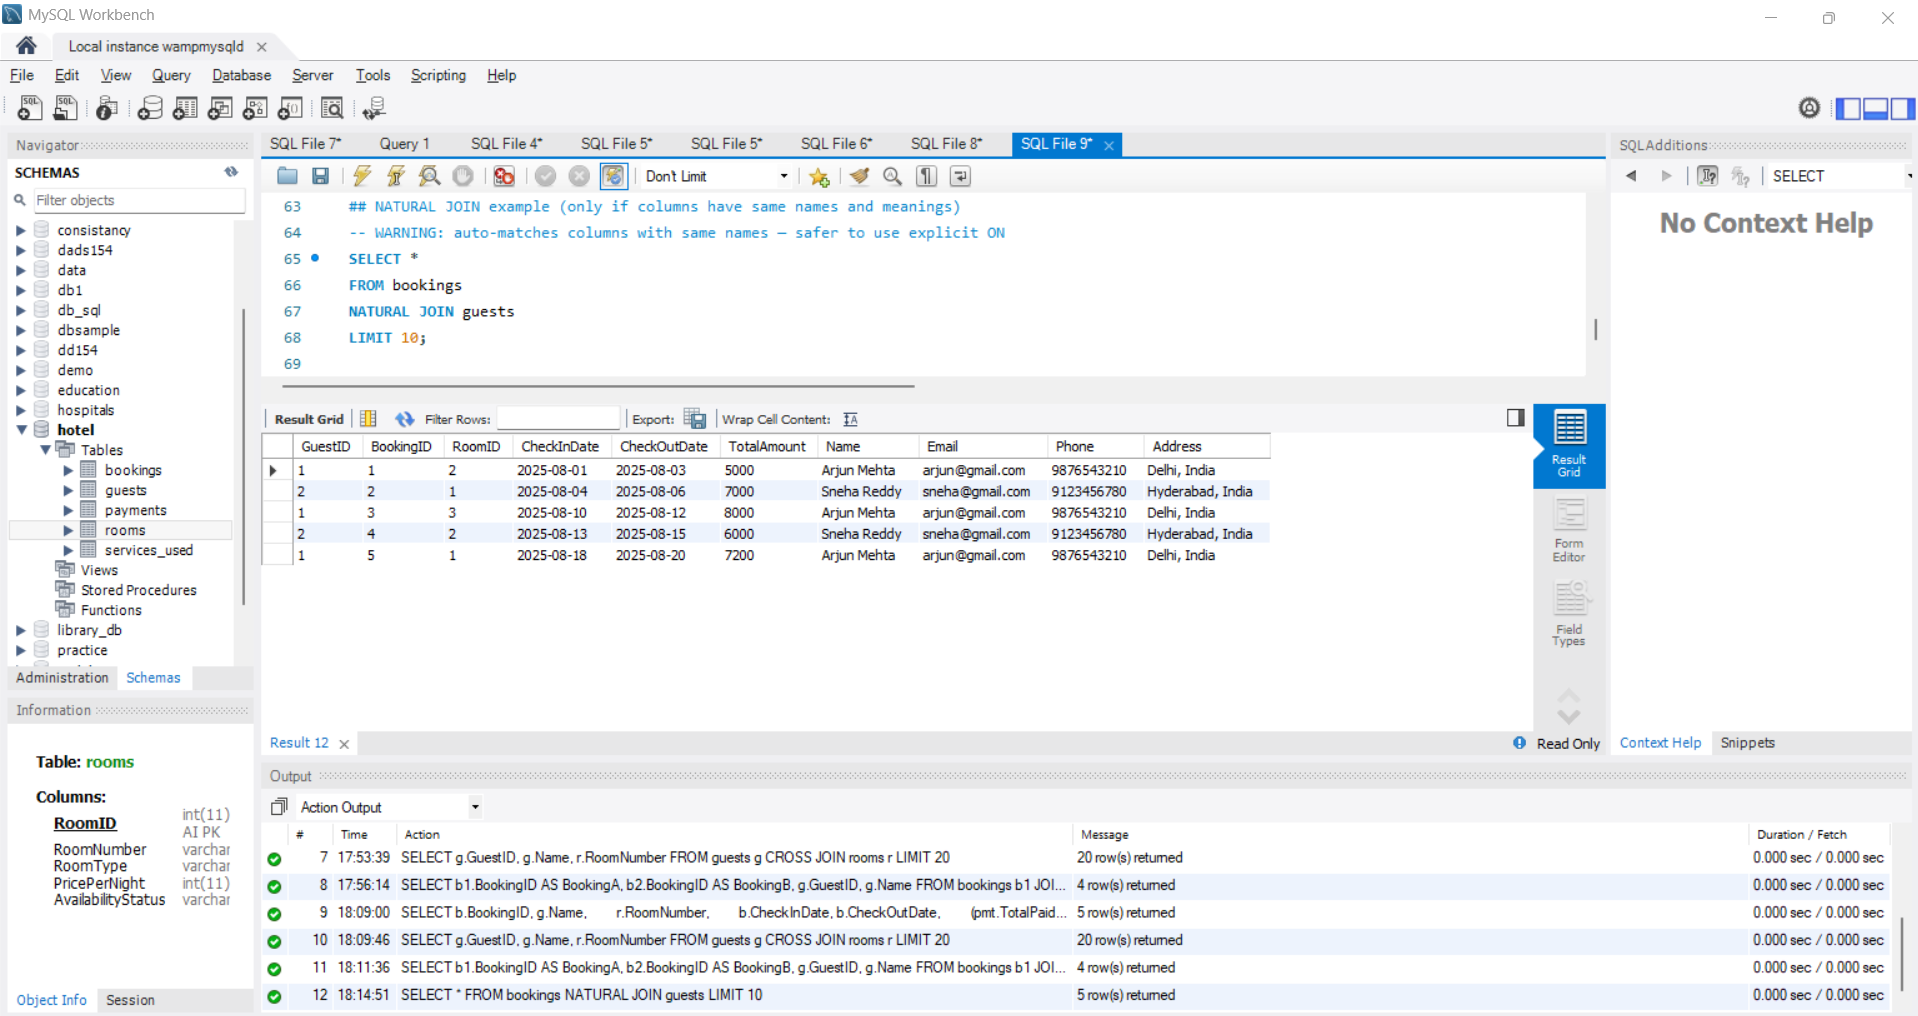 MySQL Workbench
Local instance wampmysqld
File Edit View Query Database Server Tools Scripting Help
Navigator
SCHEMAS
Filter objects
consistancy
dads154
data
db1
db_sql
dbsample
dd154
demo
education
hospitals
hotel
Tables
bookings
guests
payments
rooms
services_used
Views
Stored Procedures
Functions
library_db
practice
Administration Schemas
Information
Table: rooms
Columns:
RoomID int(11) AI PK
RoomNumber varchar
RoomType varchar
PricePerNight int(11)
AvailabilityStatus varchar
Object Info Session
SQL File 7* Query 1 SQL File 4* SQL File 5* SQL File 5* SQL File 6* SQL File 8* SQL File 9*
Don't Limit
63 ## NATURAL JOIN example (only if columns have same names and meanings)
64 -- WARNING: auto-matches columns with same names — safer to use explicit ON
65 SELECT *
66 FROM bookings
67 NATURAL JOIN guests
68 LIMIT 10;
69
Result Grid Filter Rows: Export: Wrap Cell Content:
GuestID BookingID RoomID CheckInDate CheckOutDate TotalAmount Name Email Phone Address
1 1 2 2025-08-01 2025-08-03 5000 Arjun Mehta arjun@gmail.com 9876543210 Delhi, India
2 2 1 2025-08-04 2025-08-06 7000 Sneha Reddy sneha@gmail.com 9123456780 Hyderabad, India
1 3 3 2025-08-10 2025-08-12 8000 Arjun Mehta arjun@gmail.com 9876543210 Delhi, India
2 4 2 2025-08-13 2025-08-15 6000 Sneha Reddy sneha@gmail.com 9123456780 Hyderabad, India
1 5 1 2025-08-18 2025-08-20 7200 Arjun Mehta arjun@gmail.com 9876543210 Delhi, India
Result Grid
Form Editor
Field Types
Result 12
Read Only
SQLAdditions
SELECT
No Context Help
Context Help Snippets
Output
Action Output
# Time Action Message Duration / Fetch
7 17:53:39 SELECT g.GuestID, g.Name, r.RoomNumber FROM guests g CROSS JOIN rooms r LIMIT 20 20 row(s) returned 0.000 sec / 0.000 sec
8 17:56:14 SELECT b1.BookingID AS BookingA, b2.BookingID AS BookingB, g.GuestID, g.Name FROM bookings b1 JOI... 4 row(s) returned 0.000 sec / 0.000 sec
9 18:09:00 SELECT b.BookingID, g.Name, r.RoomNumber, b.CheckInDate, b.CheckOutDate, (pmt.TotalPaid... 5 row(s) returned 0.000 sec / 0.000 sec
10 18:09:46 SELECT g.GuestID, g.Name, r.RoomNumber FROM guests g CROSS JOIN rooms r LIMIT 20 20 row(s) returned 0.000 sec / 0.000 sec
11 18:11:36 SELECT b1.BookingID AS BookingA, b2.BookingID AS BookingB, g.GuestID, g.Name FROM bookings b1 JOI... 4 row(s) returned 0.000 sec / 0.000 sec
12 18:14:51 SELECT * FROM bookings NATURAL JOIN guests LIMIT 10 5 row(s) returned 0.000 sec / 0.000 sec